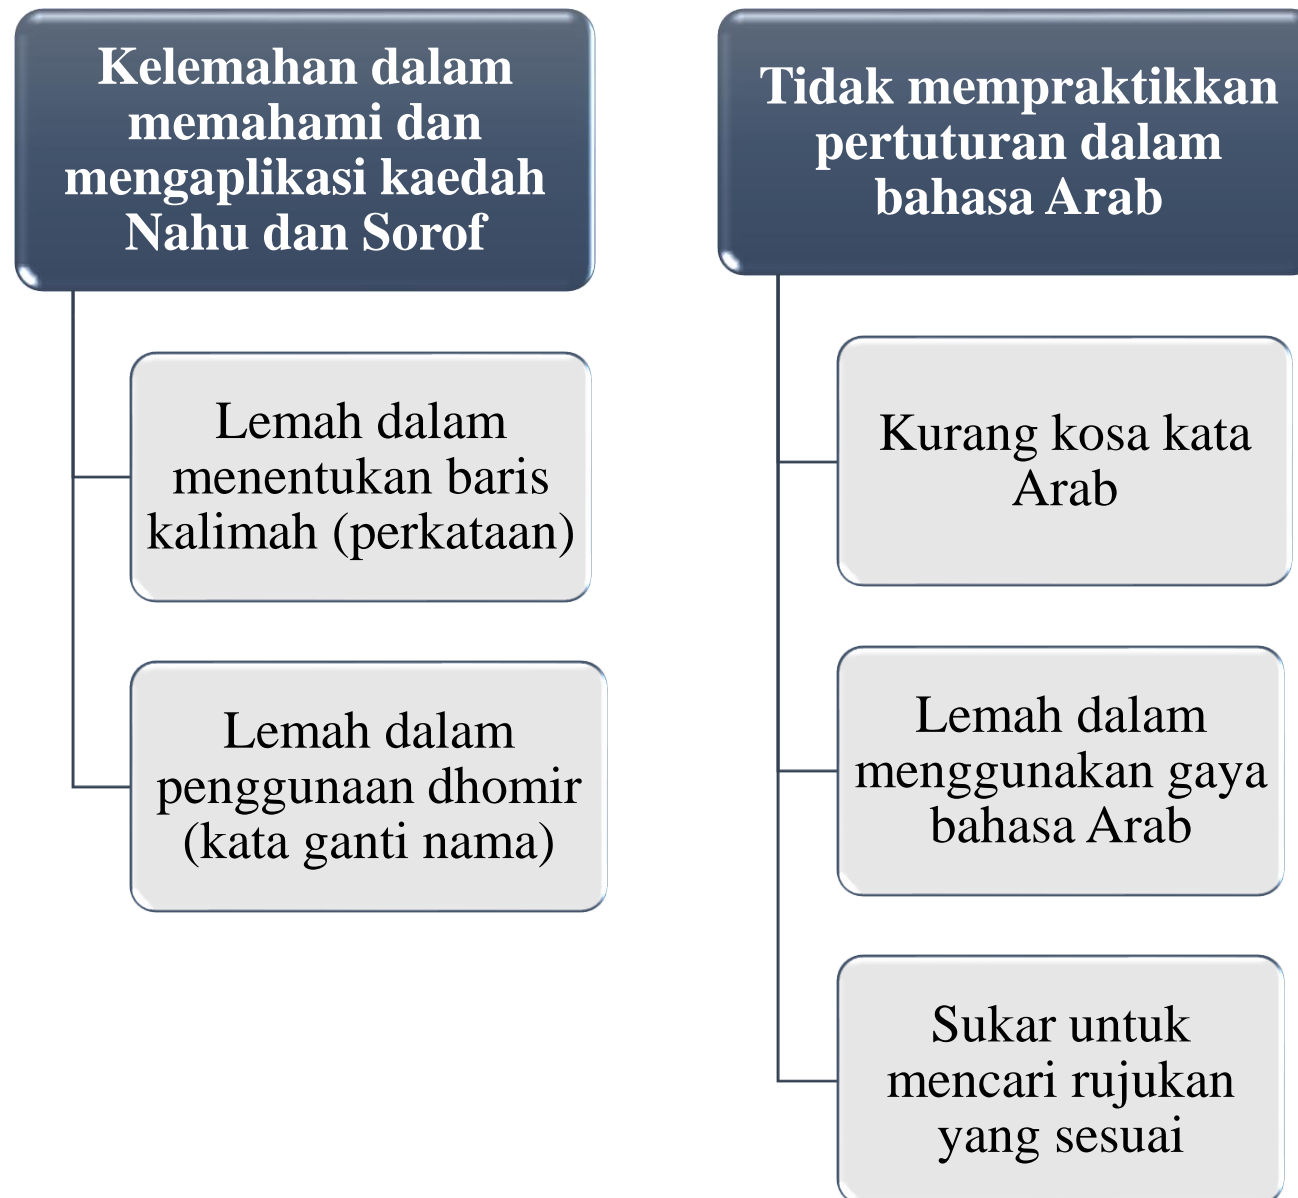 Kelemahan dalam
memahami dan
mengaplikasi kaedah
Nahu dan Sorof
Lemah dalam
menentukan baris
kalimah (perkataan)
Lemah dalam
penggunaan dhomir
(kata ganti nama)
Tidak mempraktikkan
pertuturan dalam
bahasa Arab
Kurang kosa kata
Arab
Lemah dalam
menggunakan gaya
bahasa Arab
Sukar untuk
mencari rujukan
yang sesuai